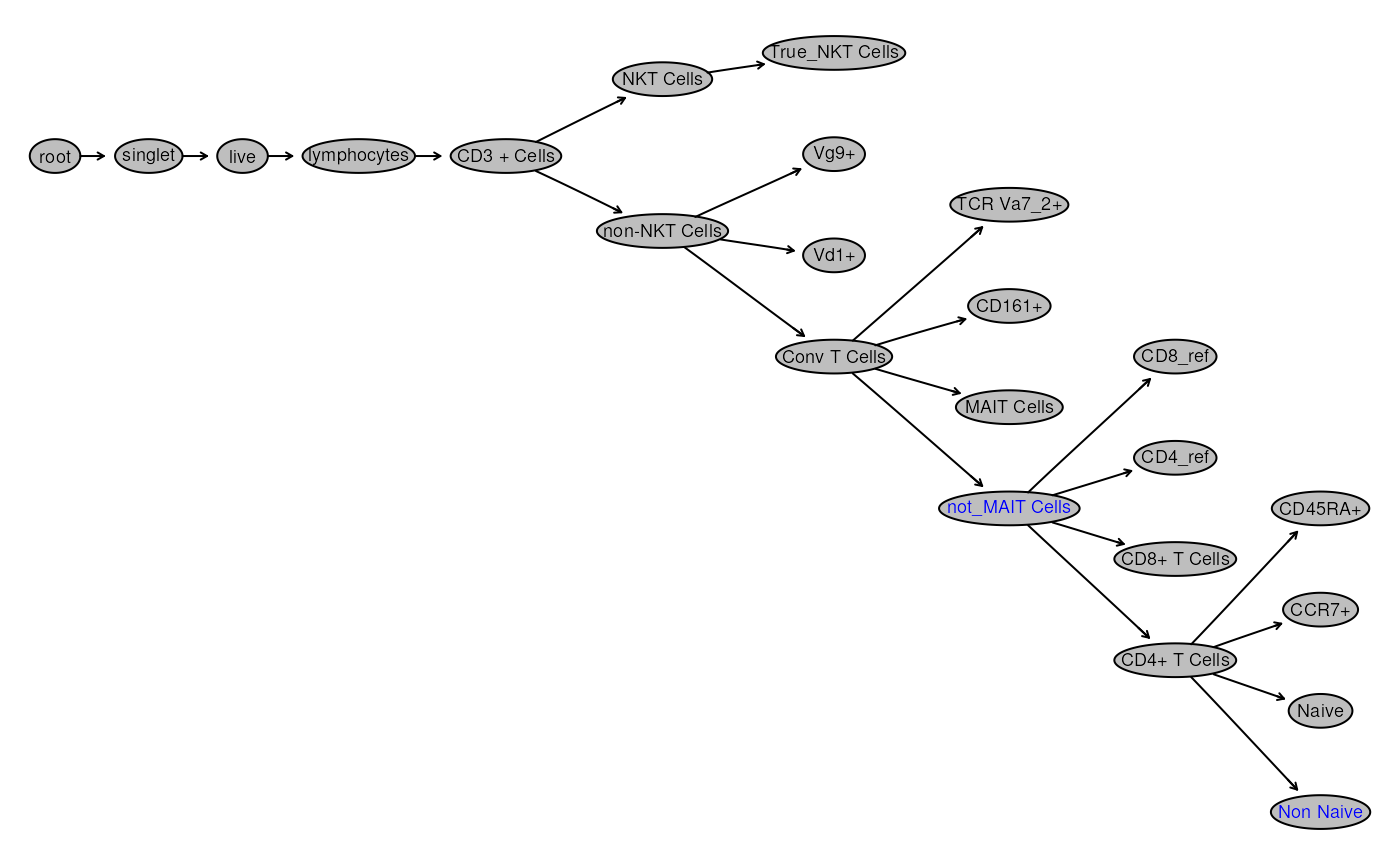 root
singlet
live
lymphocytes
CD3 + Cells
NKT Cells
True_NKT Cells
non-NKT Cells
Vg9+
Vd1+
Conv T Cells
TCR Va7_2+
CD161+
MAIT Cells
not_MAIT Cells
CD8_ref
CD4_ref
CD8+ T Cells
CD4+ T Cells
CD45RA+
CCR7+
Naive
Non Naive